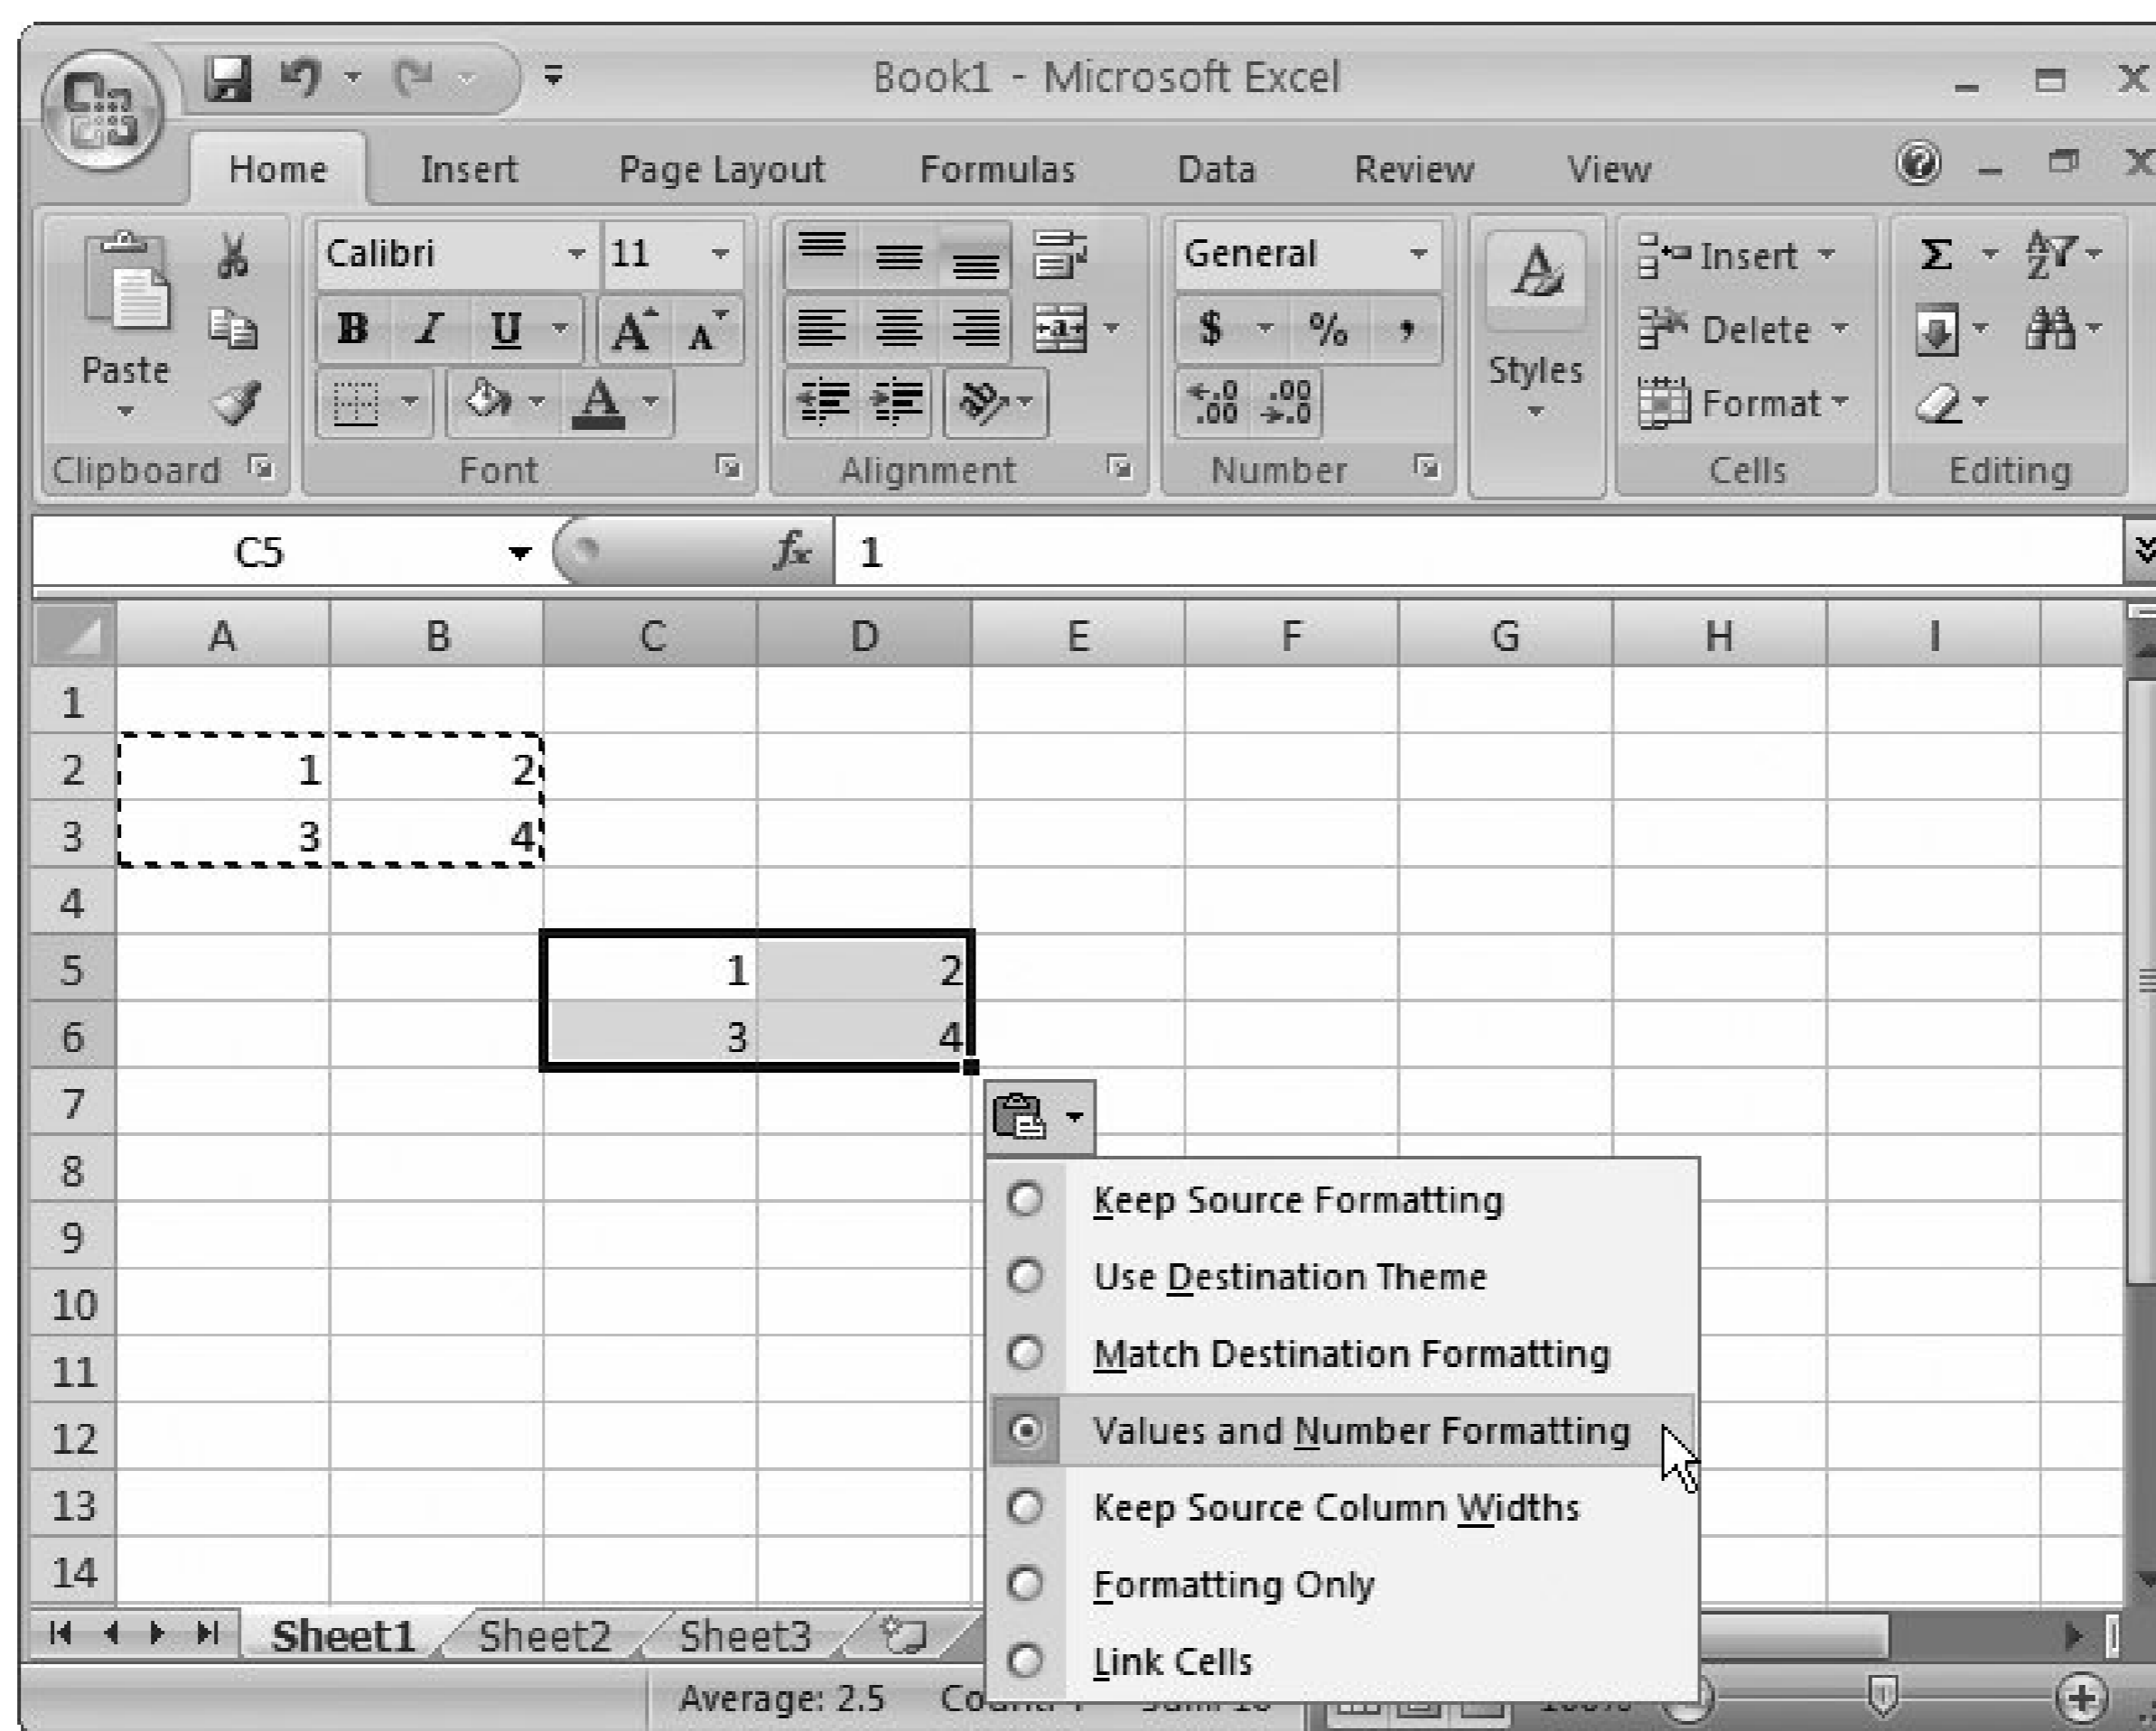 Book1 - Microsoft Excel
Home Insert Page Layout Formulas Data Review View
Calibri 11 General Insert
B I U A A $ % , Delete
Paste Styles Format
Clipboard Font Alignment Number Cells Editing
C5 fx 1
A B C D E F G H I
1
2 1 2
3 3 4
4
5 1 2
6 3 4
7
8 Keep Source Formatting
9 Use Destination Theme
10
11 Match Destination Formatting
12 Values and Number Formatting
13 Keep Source Column Widths
14 Formatting Only
Sheet1 Sheet2 Sheet3
Link Cells
Average: 2.5